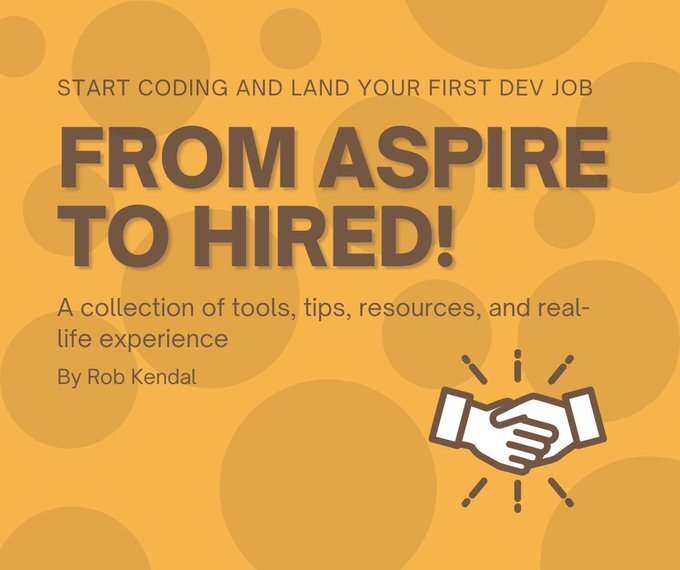 START CODING AND LAND YOUR FIRST DEV JOB
FROM ASPIRE
TO HIRED!
A collection of tools, tips, resources, and real-
life experience
By Rob Kendal